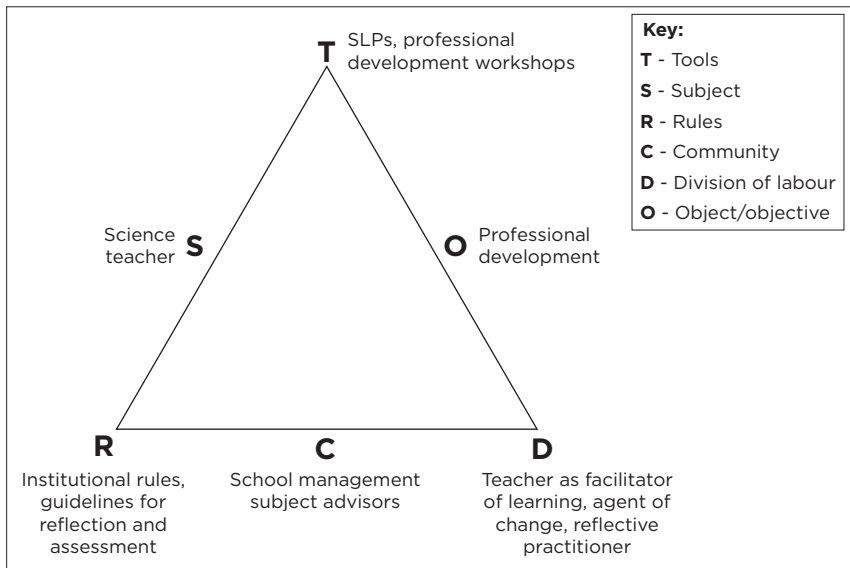 T
SLPs, professional
development workshops
Key:
T - Tools
S - Subject
R - Rules
C - Community
D - Division of labour
O - Object/objective
Science
teacher
S
O
Professional
development
R
Institutional rules,
guidelines for
reflection and
assessment
C
School management
subject advisors
D
Teacher as facilitator
of learning, agent of
change, reflective
practitioner